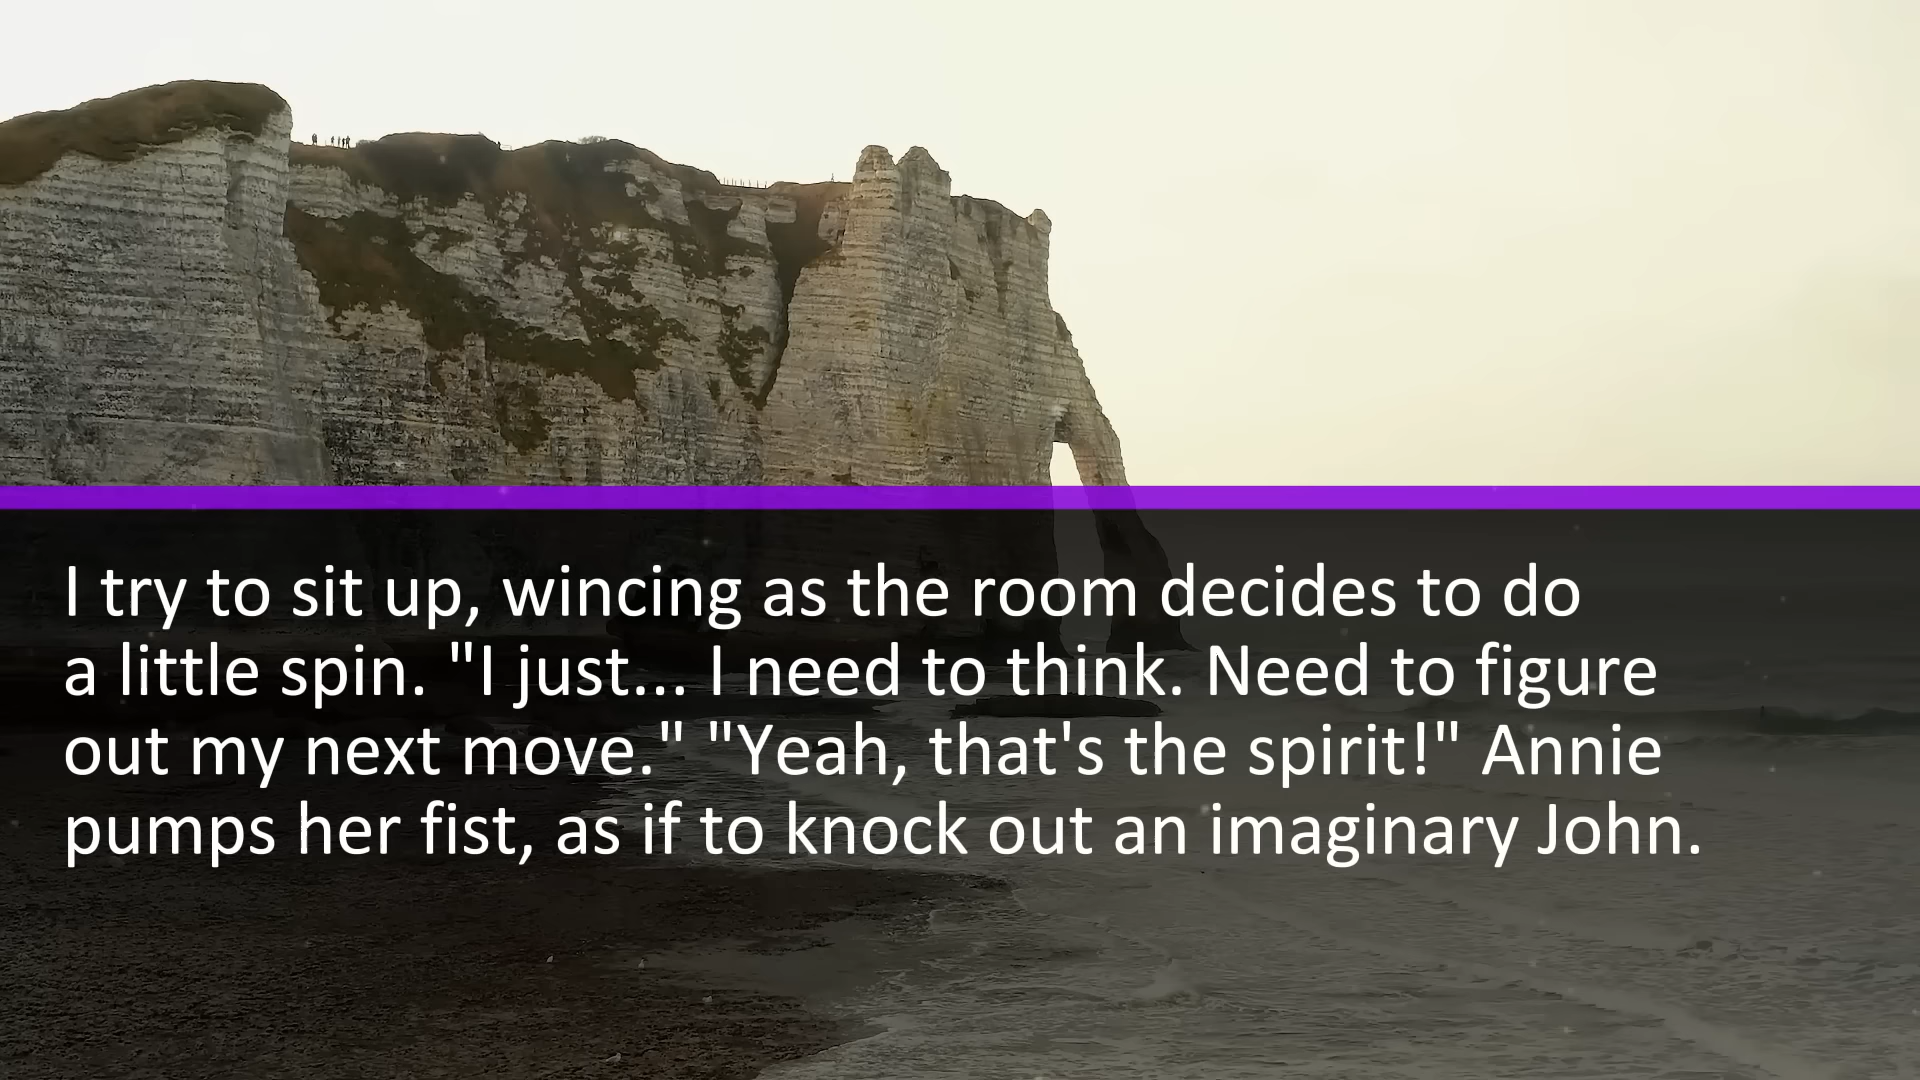 I try to sit up, wincing as the room decides to do
a little spin. "I just... I need to think. Need to figure
out my next move." "Yeah, that's the spirit!" Annie
pumps her fist, as if to knock out an imaginary John.